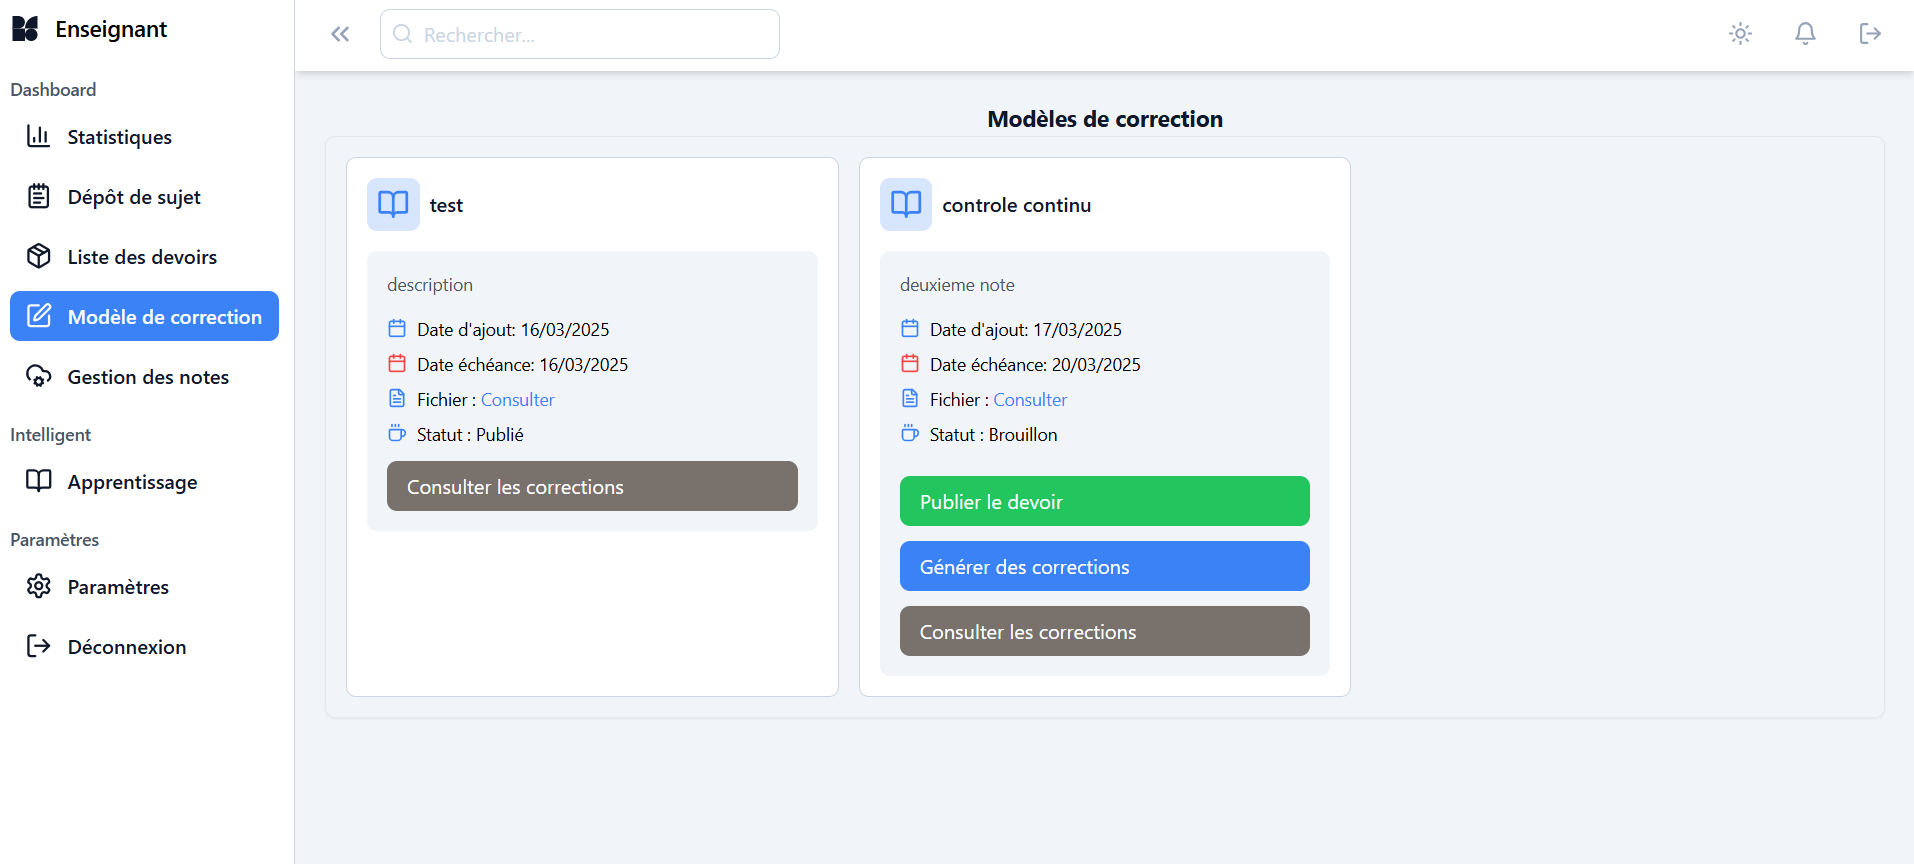 Enseignant
Dashboard
Statistiques
Dépôt de sujet
Liste des devoirs
Modèle de correction
Gestion des notes
Intelligent
Apprentissage
Paramètres
Paramètres
Déconnexion
Rechercher...
Modèles de correction
test
description
Date d'ajout: 16/03/2025
Date échéance: 16/03/2025
Fichier : Consulter
Statut : Publié
Consulter les corrections
controle continu
deuxieme note
Date d'ajout: 17/03/2025
Date échéance: 20/03/2025
Fichier : Consulter
Statut : Brouillon
Publier le devoir
Générer des corrections
Consulter les corrections